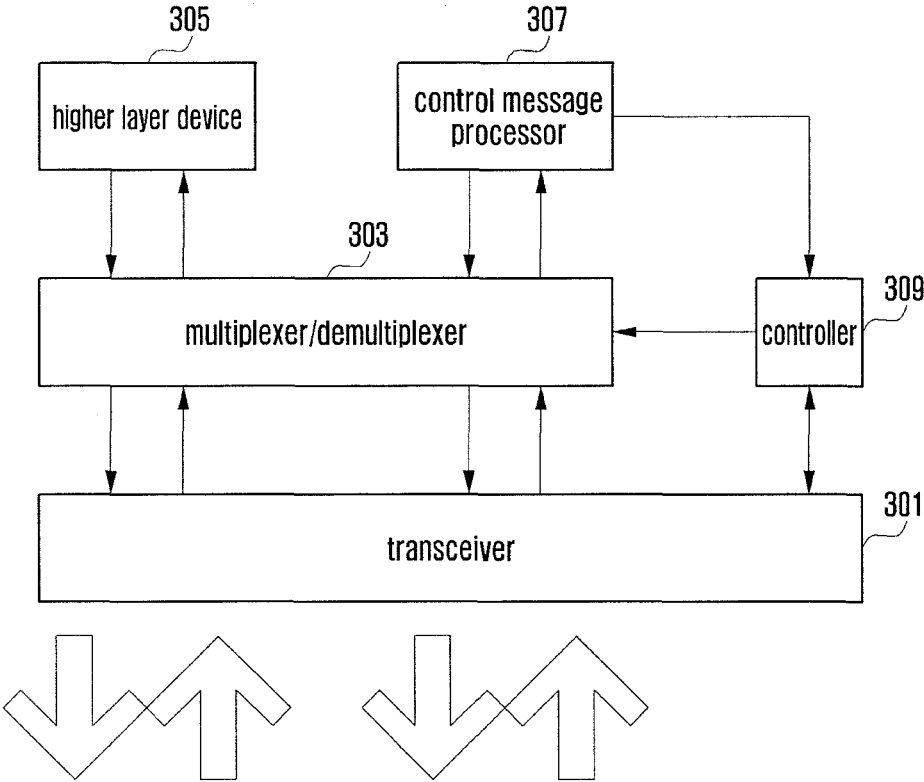 305
307
higher layer device
control message
processor
303
309
multiplexer/demultiplexer
controller
301
transceiver